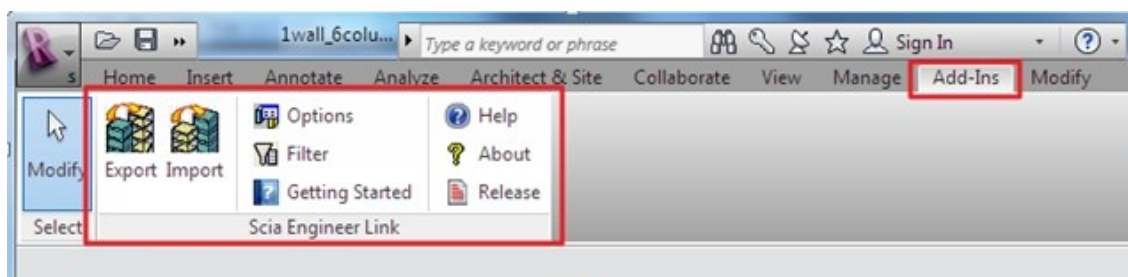 1wall_6colu... Type a keyword or phrase Sign In
S Home Insert Annotate Analyze Architect & Site Collaborate View Manage Add-Ins Modify
Options Help
Filter About
Modify Export Import
Getting Started Release
Select Scia Engineer Link